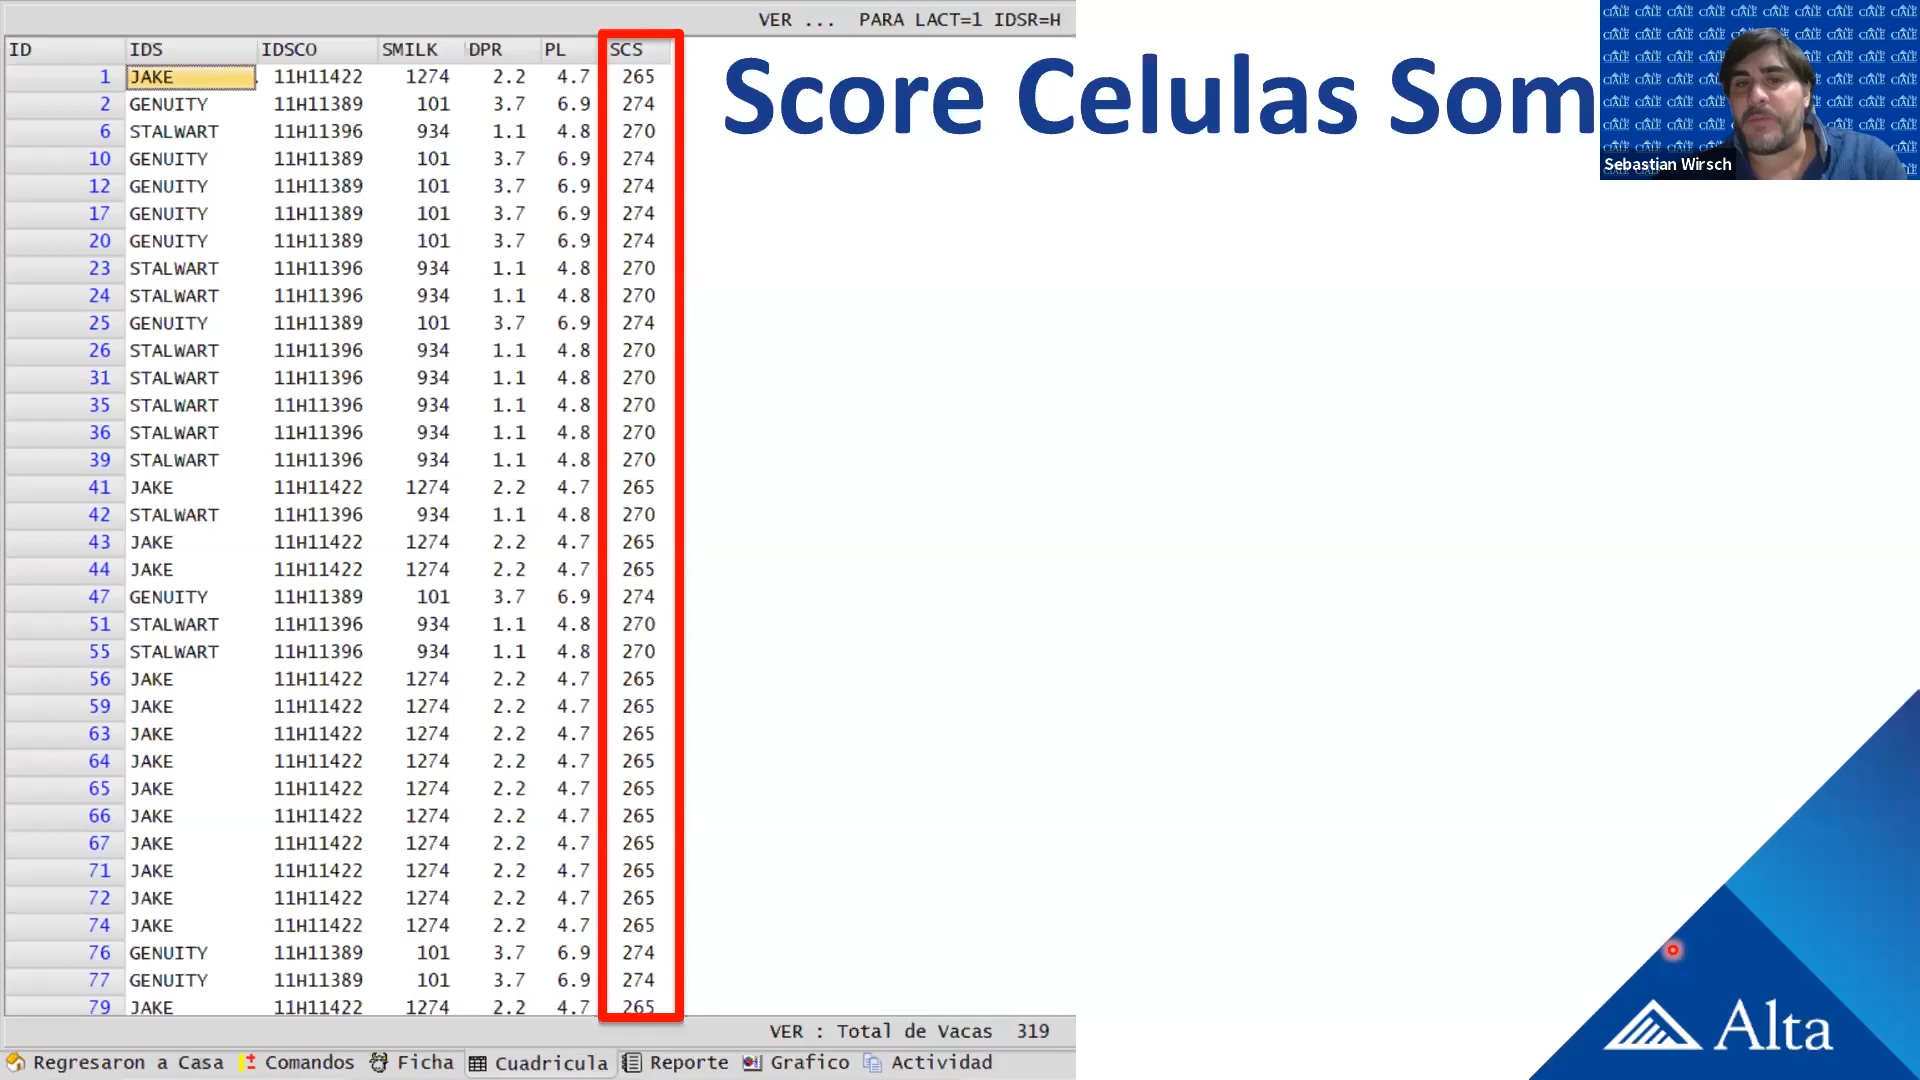 VER ... PARA LACT=1 IDSR=H
ID IDS IDSCO SMILK DPR PL SCS
1 JAKE 11H11422 1274 2.2 4.7 265
2 GENUITY 11H11389 101 3.7 6.9 274
6 STALWART 11H11396 934 1.1 4.8 270
10 GENUITY 11H11389 101 3.7 6.9 274
12 GENUITY 11H11389 101 3.7 6.9 274
17 GENUITY 11H11389 101 3.7 6.9 274
20 GENUITY 11H11389 101 3.7 6.9 274
23 STALWART 11H11396 934 1.1 4.8 270
24 STALWART 11H11396 934 1.1 4.8 270
25 GENUITY 11H11389 101 3.7 6.9 274
26 STALWART 11H11396 934 1.1 4.8 270
31 STALWART 11H11396 934 1.1 4.8 270
35 STALWART 11H11396 934 1.1 4.8 270
36 STALWART 11H11396 934 1.1 4.8 270
39 STALWART 11H11396 934 1.1 4.8 270
41 JAKE 11H11422 1274 2.2 4.7 265
42 STALWART 11H11396 934 1.1 4.8 270
43 JAKE 11H11422 1274 2.2 4.7 265
44 JAKE 11H11422 1274 2.2 4.7 265
47 GENUITY 11H11389 101 3.7 6.9 274
51 STALWART 11H11396 934 1.1 4.8 270
55 STALWART 11H11396 934 1.1 4.8 270
56 JAKE 11H11422 1274 2.2 4.7 265
59 JAKE 11H11422 1274 2.2 4.7 265
63 JAKE 11H11422 1274 2.2 4.7 265
64 JAKE 11H11422 1274 2.2 4.7 265
65 JAKE 11H11422 1274 2.2 4.7 265
66 JAKE 11H11422 1274 2.2 4.7 265
67 JAKE 11H11422 1274 2.2 4.7 265
71 JAKE 11H11422 1274 2.2 4.7 265
72 JAKE 11H11422 1274 2.2 4.7 265
74 JAKE 11H11422 1274 2.2 4.7 265
76 GENUITY 11H11389 101 3.7 6.9 274
77 GENUITY 11H11389 101 3.7 6.9 274
79 JAKE 11H11422 1274 2.2 4.7 265
VER : Total de Vacas 319
Regresaron a Casa Comandos Ficha Cuadricula Reporte Grafico Actividad
Score Celulas Som
CIALE
Sebastian Wirsch
Alta